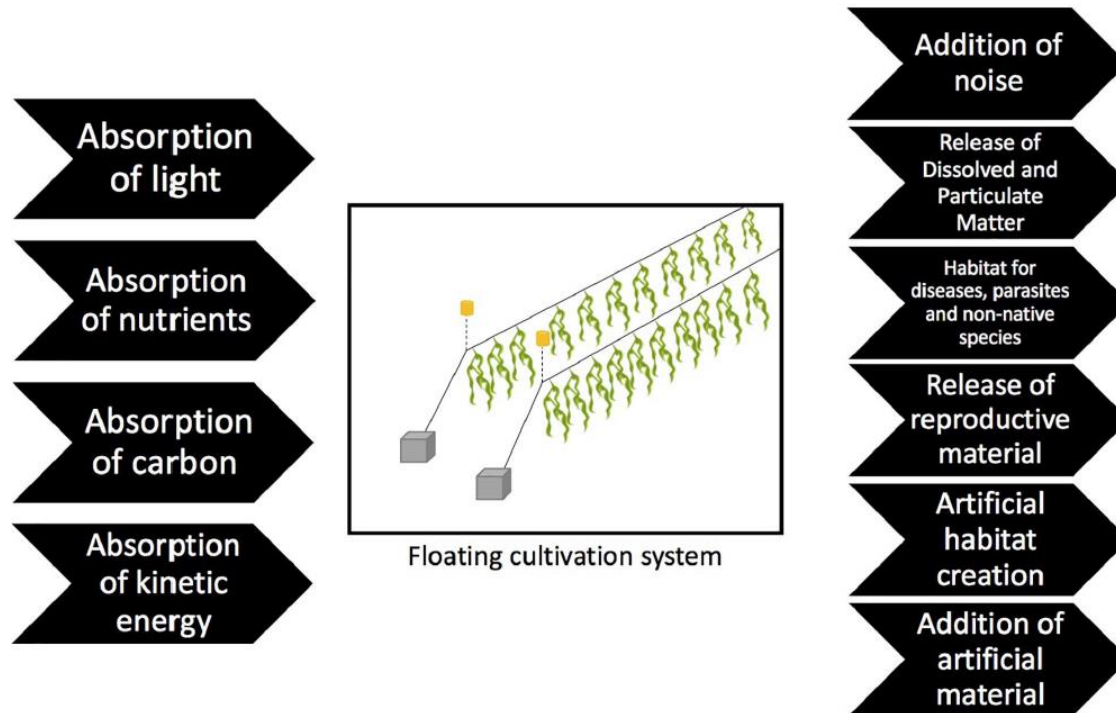 Absorption
of light
Absorption
of nutrients
Absorption
of carbon
Absorption
of kinetic
energy
Floating cultivation system
Addition of
noise
Release of
Dissolved and
Particulate
Matter
Habitat for
diseases, parasites
and non-native
species
Release of
reproductive
material
Artificial
habitat
creation
Addition of
artificial
material